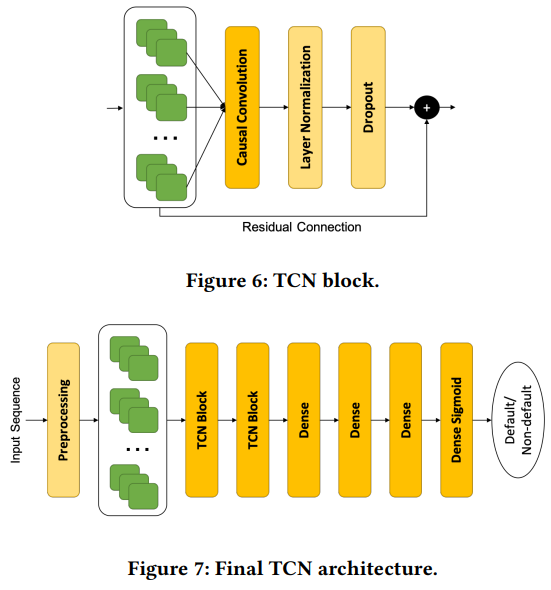 Causal Convolution
Layer Normalization
Dropout
+
...
Residual Connection
Figure 6: TCN block.
Input Sequence
Preprocessing
...
TCN Block
TCN Block
Dense
Dense
Dense
Dense Sigmoid
Default/
Non-default
Figure 7: Final TCN architecture.